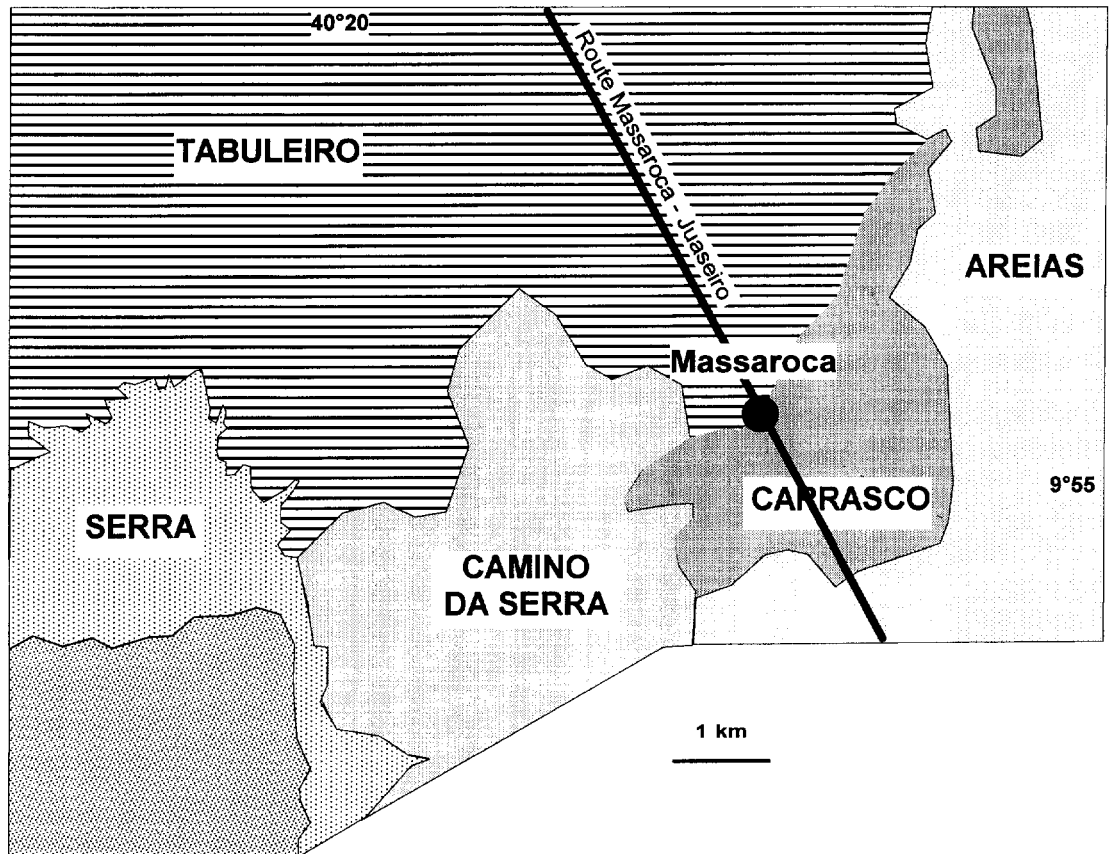 40°20
Route Massaroca - Juaseiro
TABULEIRO
AREIAS
Massaroca
9°55
CARRASCO
SERRA
CAMINO
DA SERRA
1 km